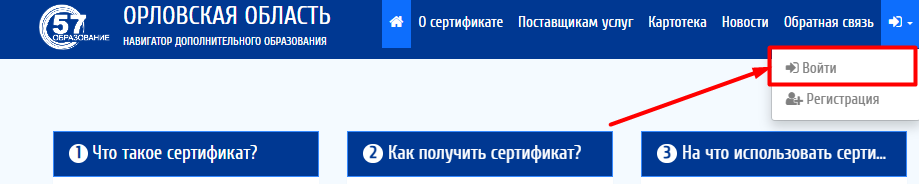 57
ОБРАЗОВАНИЕ
ОРЛОВСКАЯ ОБЛАСТЬ
НАВИГАТОР ДОПОЛНИТЕЛЬНОГО ОБРАЗОВАНИЯ
О сертификате Поставщикам услуг Картотека Новости Обратная связь
Войти
Регистрация
1 Что такое сертификат?
2 Как получить сертификат?
3 На что использовать серти...